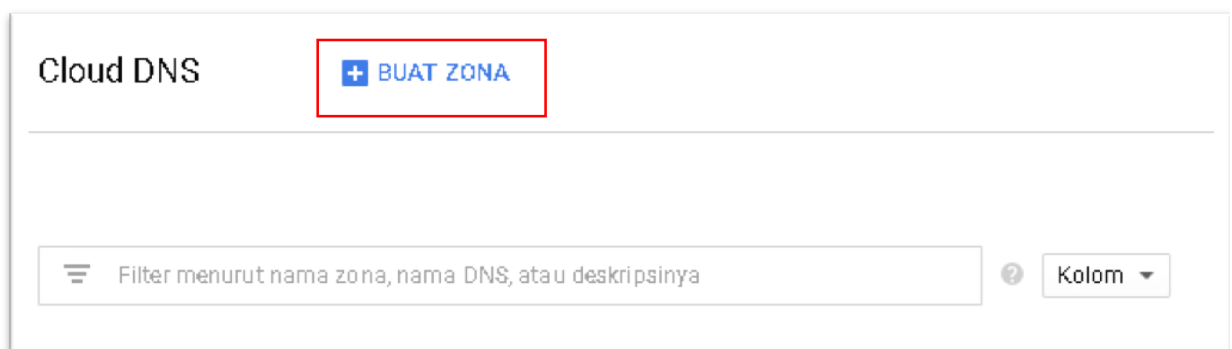 Cloud DNS BUAT ZONA
Filter menurut nama zona, nama DNS, atau deskripsinya Kolom